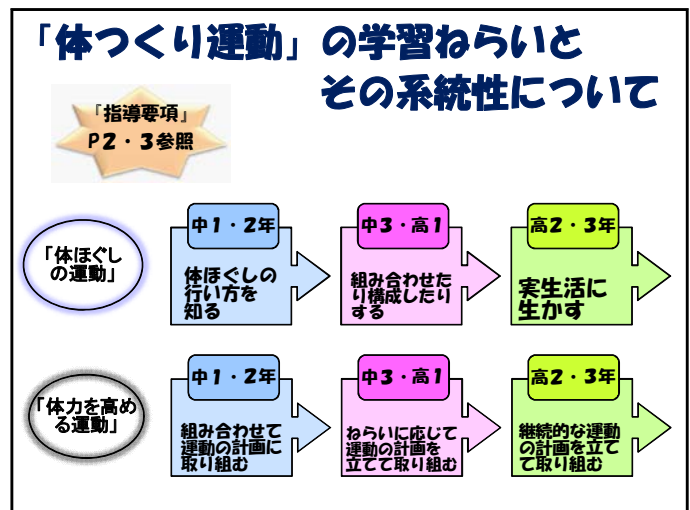 「体つくり運動」の学習ねらいと
その系統性について
『指導要項』
P2・3参照
「体ほぐし
の運動」
中1・2年
体ほぐしの
行い方を
知る
中3・高1
組み合わせた
り構成したり
する
高2・3年
実生活に
生かす
「体力を高め
る運動」
中1・2年
組み合わせて
運動の計画に
取り組む
中3・高1
ねらいに応じて
運動の計画を
立てて取り組む
高2・3年
継続的な運動
の計画を立て
て取り組む